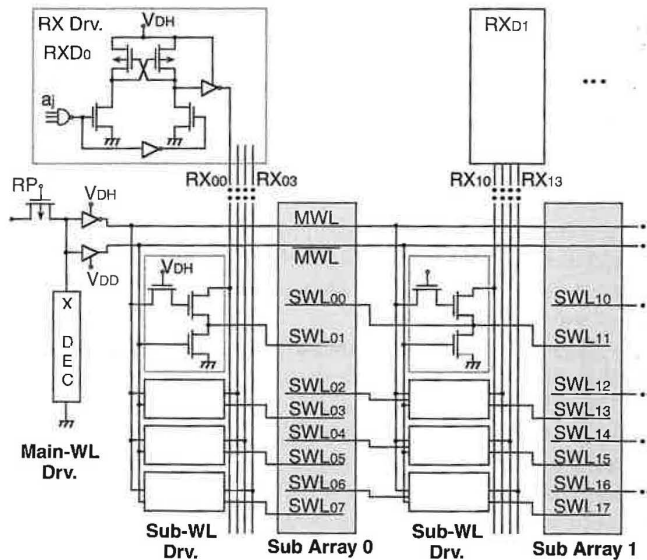 RX Drv.
RXD0
VDH
aj
RXD1
RX00
RX03
RX10
RX13
RP
VDH
MWL
MWL
VDD
VDH
X DEC
SWL00
SWL01
SWL02
SWL03
SWL04
SWL05
SWL06
SWL07
SWL10
SWL11
SWL12
SWL13
SWL14
SWL15
SWL16
SWL17
Main-WL
Drv.
Sub-WL
Drv.
Sub Array 0
Sub-WL
Drv.
Sub Array 1